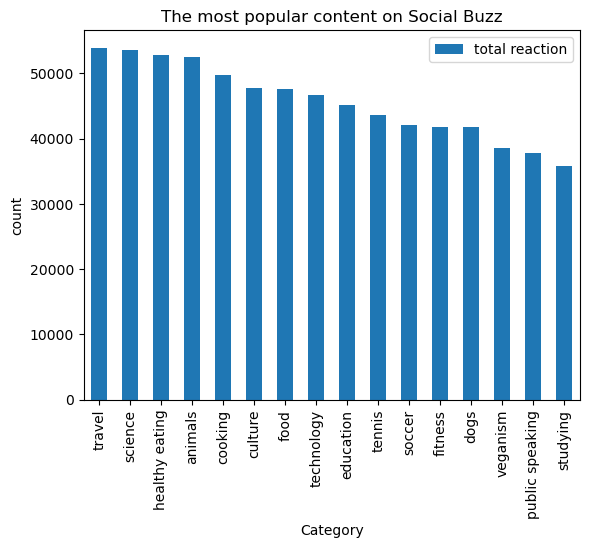 The most popular content on Social Buzz
total reaction
50000
40000
30000
20000
10000
0
count
travel
science
healthy eating
animals
cooking
culture
food
technology
education
tennis
soccer
fitness
dogs
veganism
public speaking
studying
Category